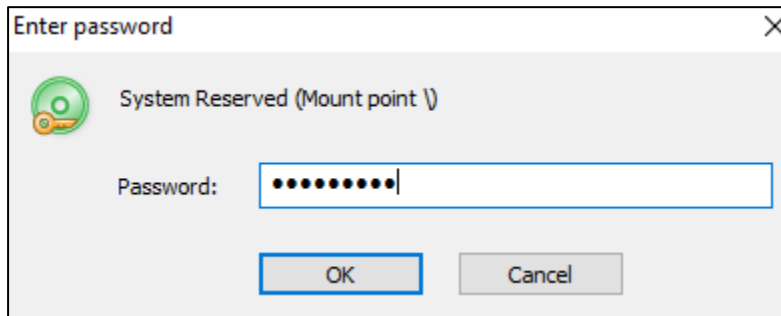 Enter password
System Reserved (Mount point \)
Password: •••••••••
OK Cancel